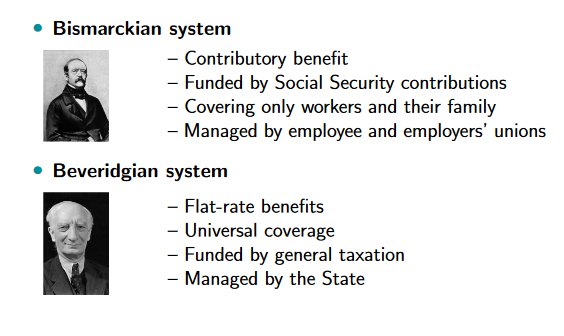 • Bismarckian system
– Contributory benefit
– Funded by Social Security contributions
– Covering only workers and their family
– Managed by employee and employers' unions
• Beveridgian system
– Flat-rate benefits
– Universal coverage
– Funded by general taxation
– Managed by the State